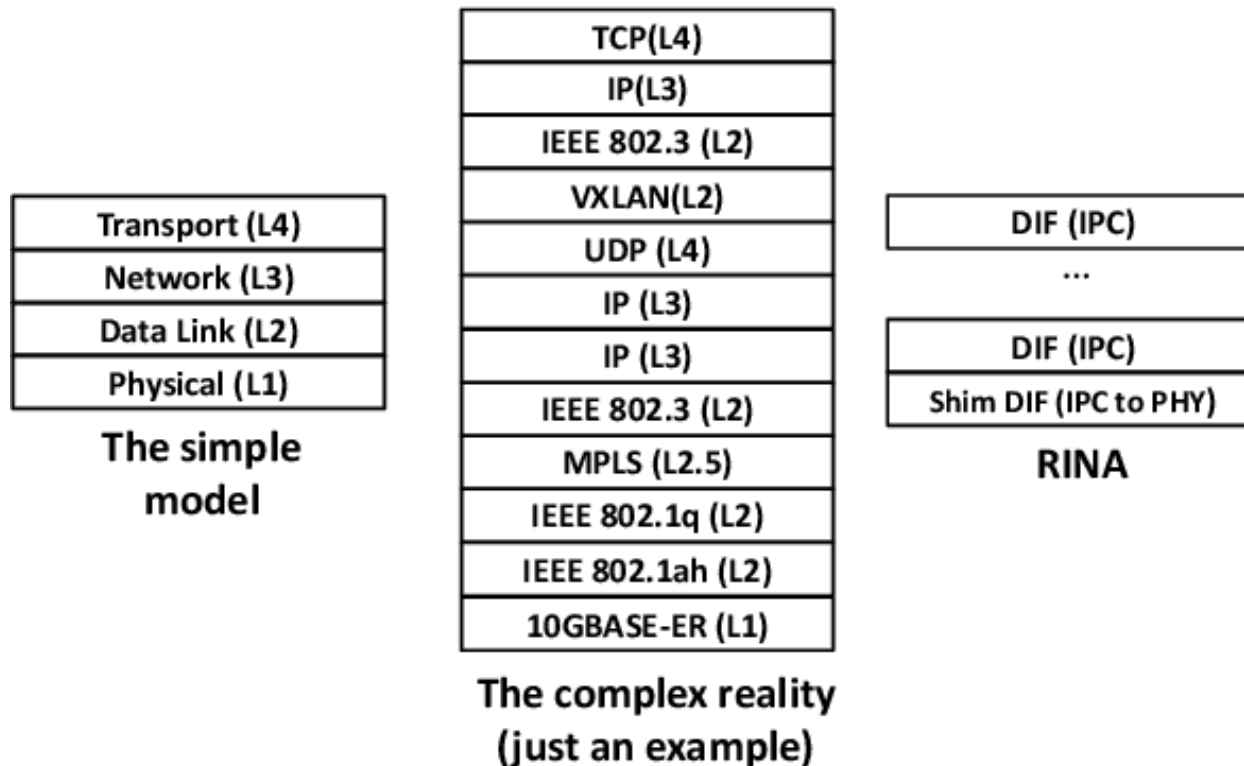 Transport (L4)
Network (L3)
Data Link (L2)
Physical (L1)
The simple
model
TCP(L4)
IP(L3)
IEEE 802.3 (L2)
VXLAN(L2)
UDP (L4)
IP (L3)
IP (L3)
IEEE 802.3 (L2)
MPLS (L2.5)
IEEE 802.1q (L2)
IEEE 802.1ah (L2)
10GBASE-ER (L1)
The complex reality
(just an example)
DIF (IPC)
...
DIF (IPC)
Shim DIF (IPC to PHY)
RINA